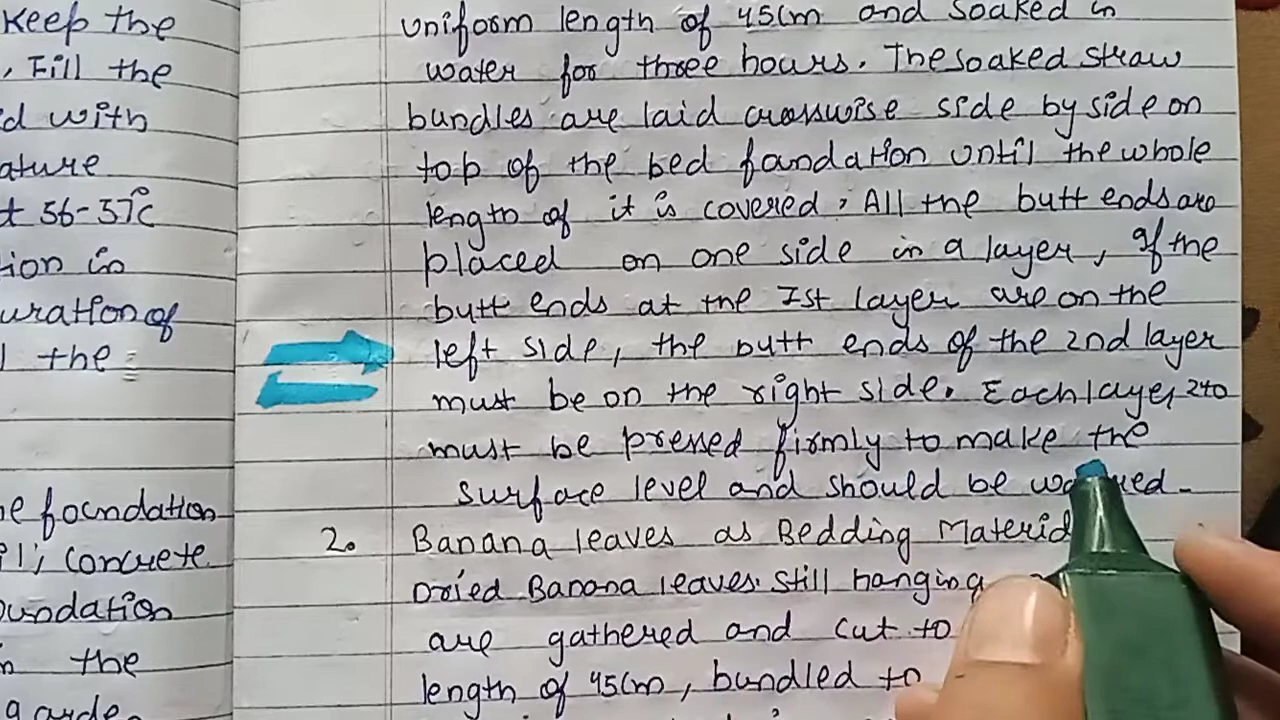 Keep the
, Fill the
d with
ature
t 56-57°c
ion in
uration of
the
e foundation
il; concrete
oundation
n the
garde
uniform length of 45cm and soaked in
water for three hours. The soaked straw
bundles are laid crosswise side by side on
top of the bed foundation until the whole
length of it is covered. All the butt ends are
placed on one side in a layer, If the
butt ends at the Ist layer are on the
left side, the butt ends of the 2nd layer
must be on the right side. Each layer 2to
must be pressed firmly to make the
surface level and should be
2. Banana leaves as Bedding
Dried Banana leaves still hanging
are gathered and cut to
length of 45cm, bundled to